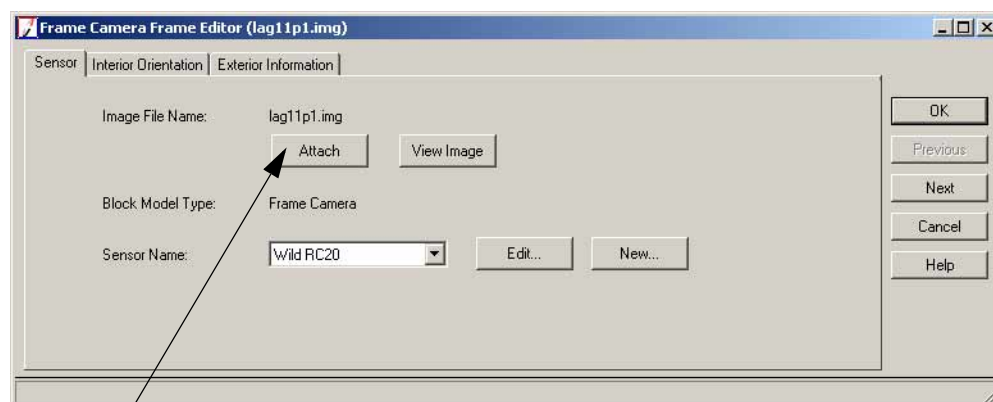 Frame Camera Frame Editor (lag11p1.img)
Sensor Interior Orientation Exterior Information
Image File Name: lag11p1.img
Attach View Image
Block Model Type: Frame Camera
Sensor Name: Wild RC20 Edit... New...
OK
Previous
Next
Cancel
Help